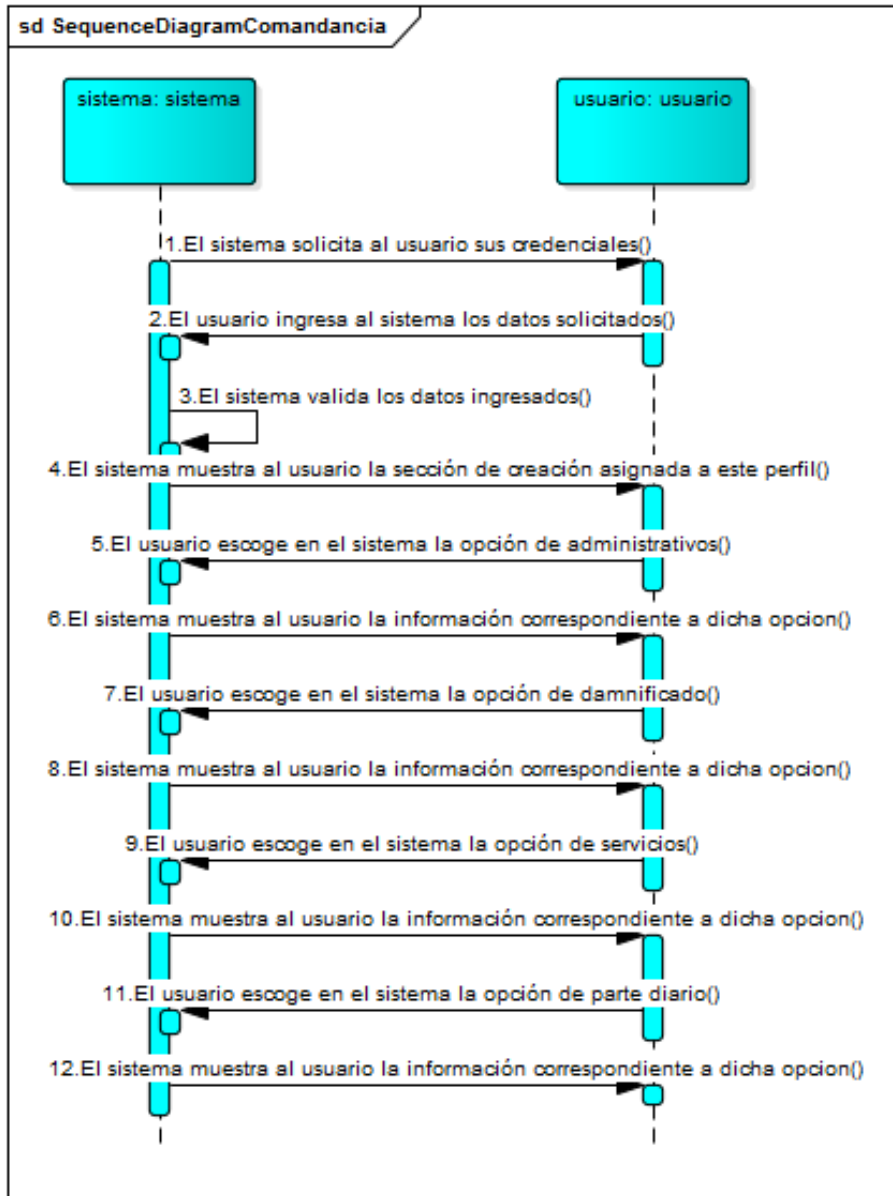 sd SequenceDiagramComandancia
sistema: sistema
usuario: usuario
1.El sistema solicita al usuario sus credenciales()
2.El usuario ingresa al sistema los datos solicitados()
3.El sistema valida los datos ingresados()
4.El sistema muestra al usuario la sección de creación asignada a este perfil()
5.El usuario escoge en el sistema la opción de administrativos()
6.El sistema muestra al usuario la información correspondiente a dicha opcion()
7.El usuario escoge en el sistema la opción de damnificado()
8.El sistema muestra al usuario la información correspondiente a dicha opcion()
9.El usuario escoge en el sistema la opción de servicios()
10.El sistema muestra al usuario la información correspondiente a dicha opcion()
11.El usuario escoge en el sistema la opción de parte diario()
12.El sistema muestra al usuario la información correspondiente a dicha opcion()